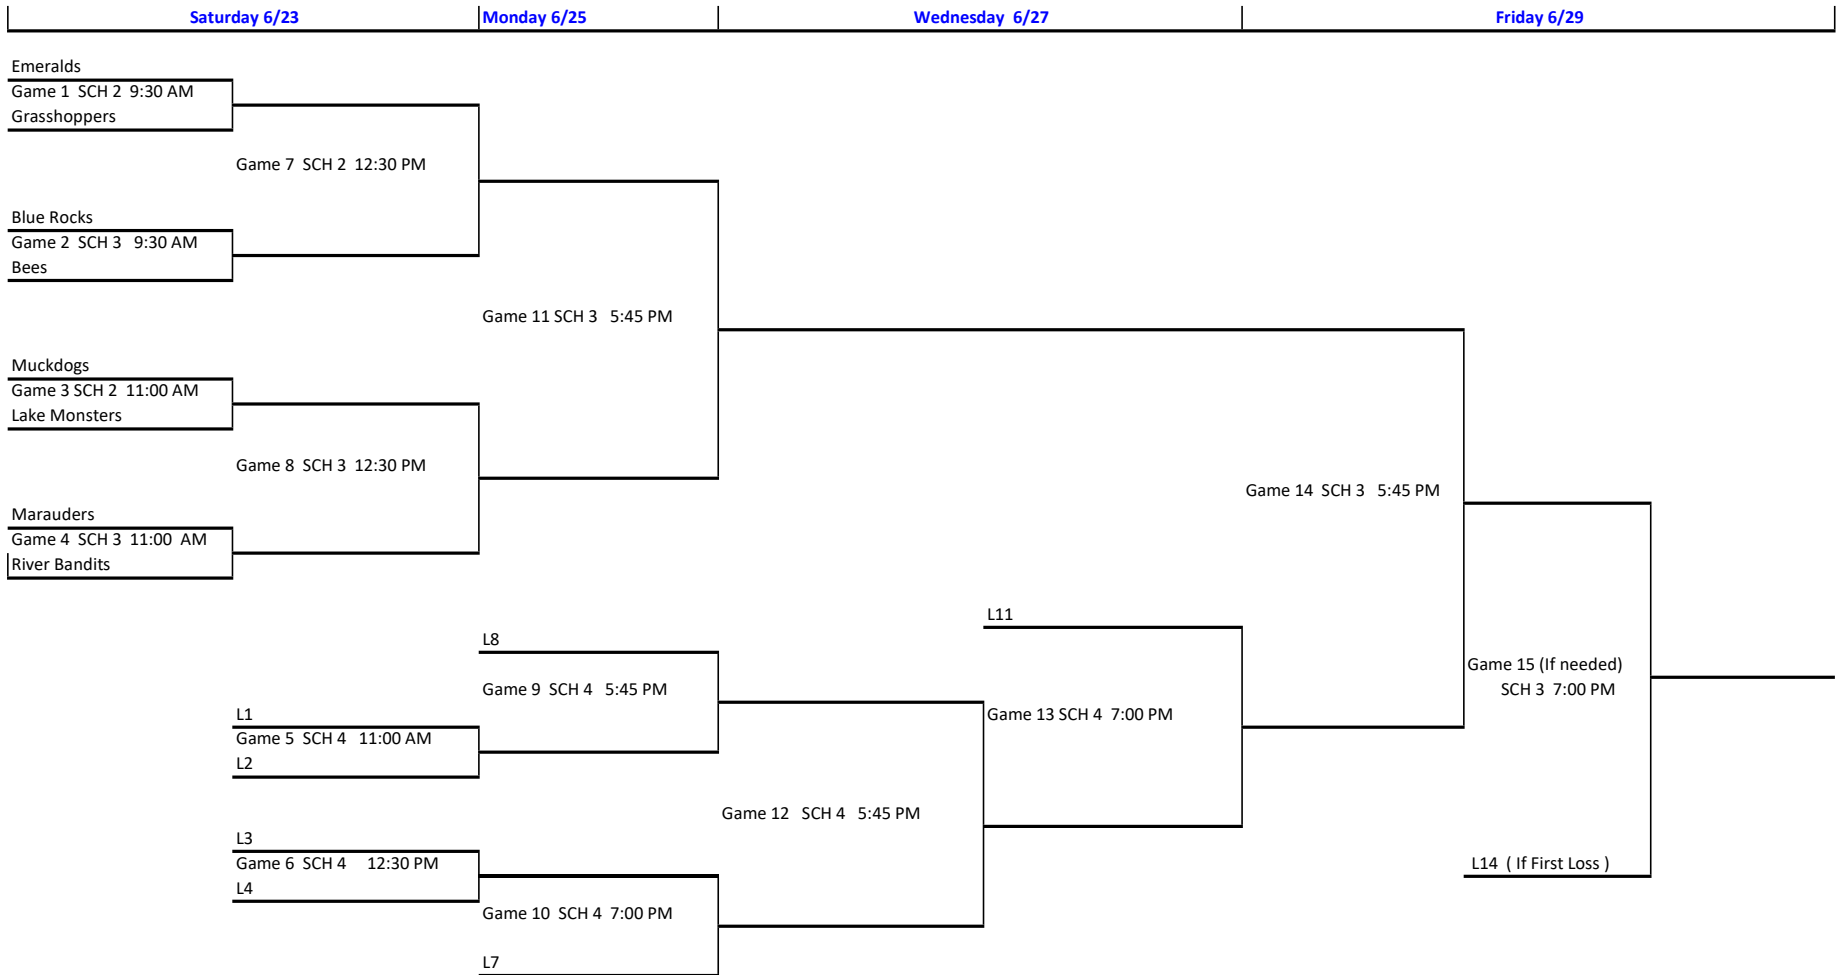 Saturday 6/23
Monday 6/25
Wednesday 6/27
Friday 6/29
Emeralds
Game 1 SCH 2 9:30 AM
Grasshoppers
Game 7 SCH 2 12:30 PM
Blue Rocks
Game 2 SCH 3 9:30 AM
Bees
Game 11 SCH 3 5:45 PM
Muckdogs
Game 3 SCH 2 11:00 AM
Lake Monsters
Game 8 SCH 3 12:30 PM
Game 14 SCH 3 5:45 PM
Marauders
Game 4 SCH 3 11:00 AM
River Bandits
L11
L8
Game 15 (If needed)
SCH 3 7:00 PM
Game 9 SCH 4 5:45 PM
Game 13 SCH 4 7:00 PM
L1
Game 5 SCH 4 11:00 AM
L2
Game 12 SCH 4 5:45 PM
L3
Game 6 SCH 4 12:30 PM
L4
L14 ( If First Loss )
Game 10 SCH 4 7:00 PM
L7